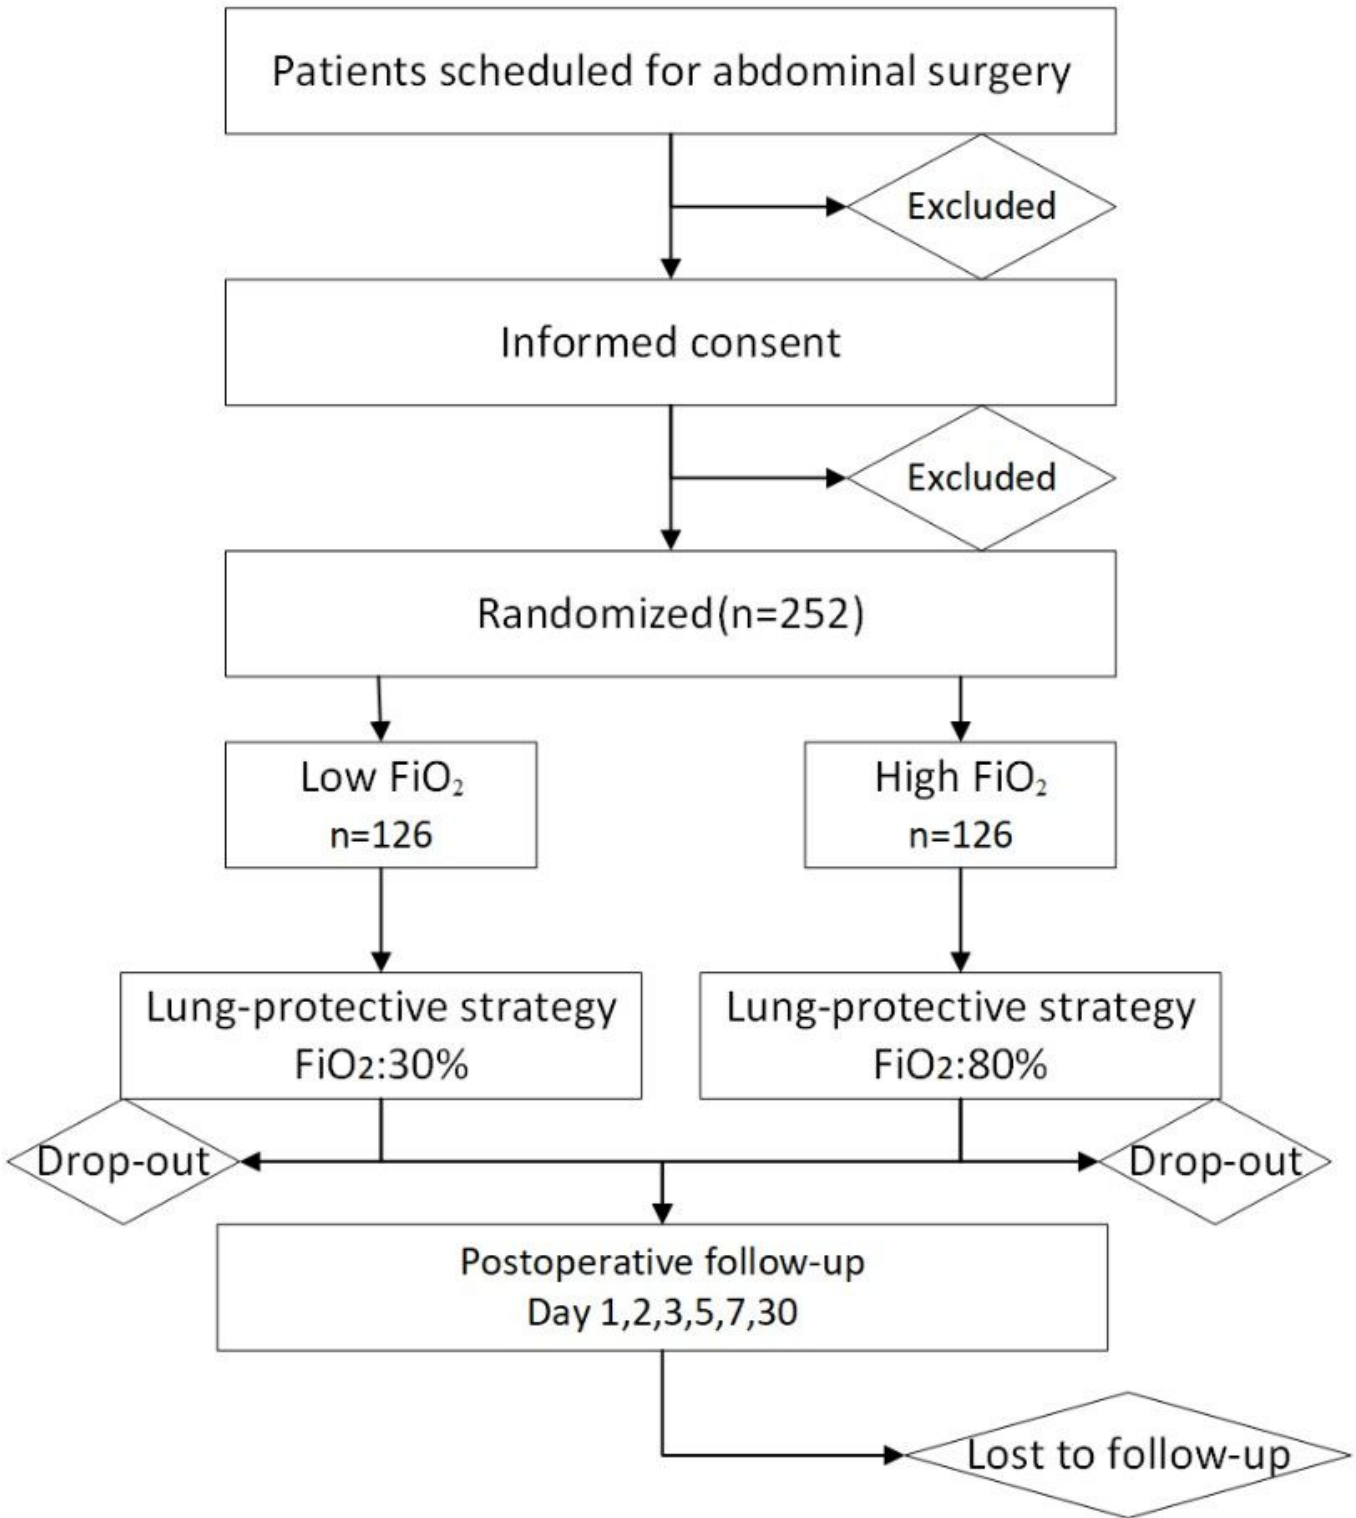 Patients scheduled for abdominal surgery
Excluded
Informed consent
Excluded
Randomized(n=252)
Low FiO₂
n=126
High FiO₂
n=126
Lung-protective strategy
FiO2:30%
Lung-protective strategy
FiO2:80%
Drop-out
Drop-out
Postoperative follow-up
Day 1,2,3,5,7,30
Lost to follow-up